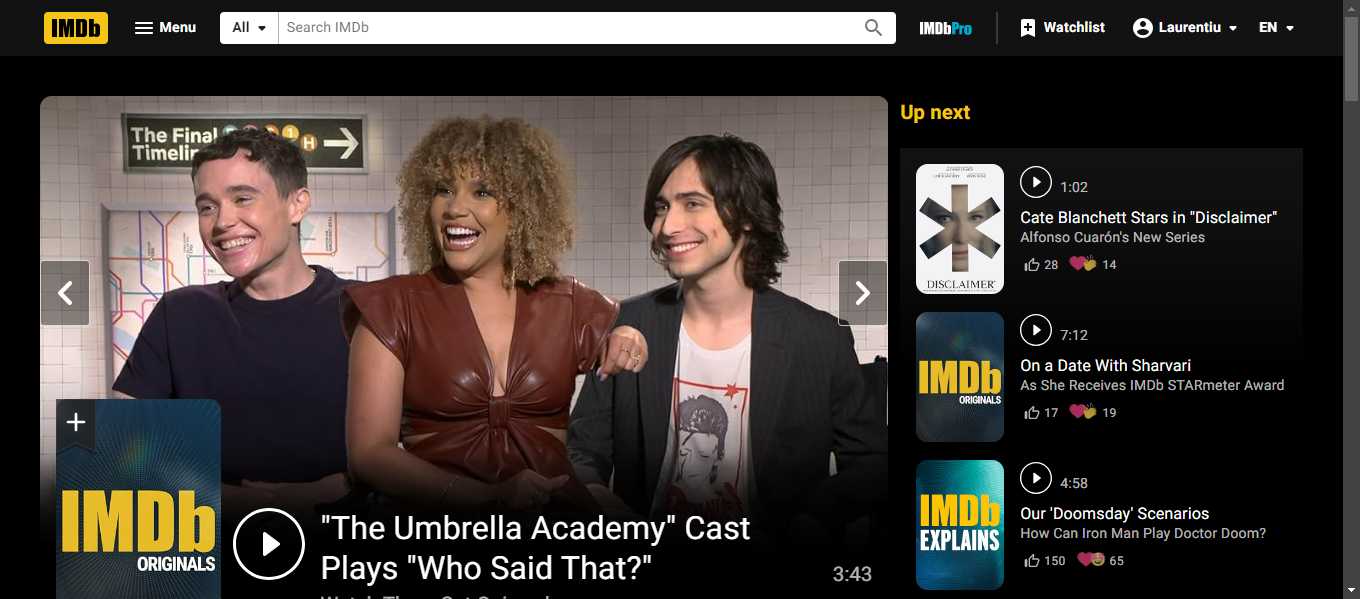 IMDb
Menu
All
Search IMDb
IMDbPro
Watchlist
Laurentiu
EN
The Final
Timeline
H
Up next
DISCLAIMER
1:02
Cate Blanchett Stars in "Disclaimer"
Alfonso Cuarón's New Series
28
14
IMDb
ORIGINALS
7:12
On a Date With Sharvari
As She Receives IMDb STARmeter Award
17
19
IMDb
EXPLAINS
4:58
Our 'Doomsday' Scenarios
How Can Iron Man Play Doctor Doom?
150
65
IMDb
ORIGINALS
"The Umbrella Academy" Cast
Plays "Who Said That?"
3:43